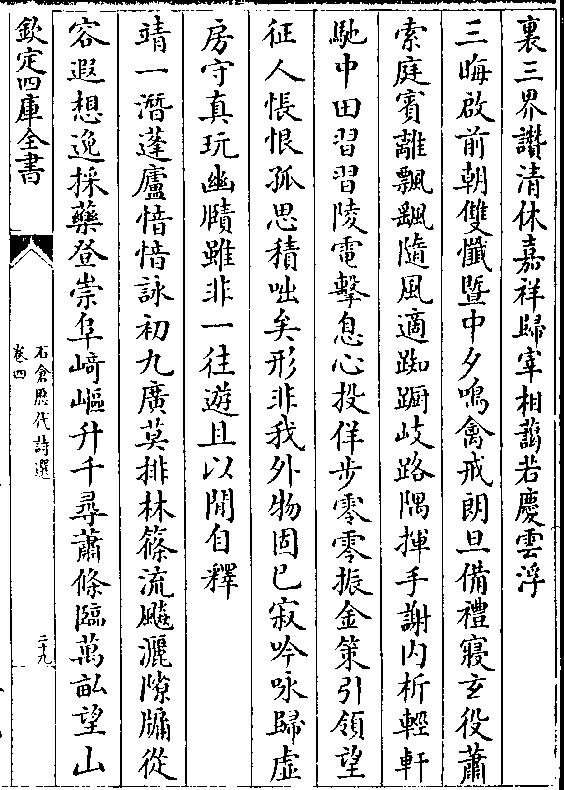 裏三界讚清休嘉祥歸宰相藹若慶雲浮
三晦啟前朝雙懺暨中夕鳴禽戒朗旦備禮寢玄役蕭
索庭賓離飄颻隨風適踟蹰岐路隅揮手謝内析輕軒
馳中田習習陵電擊息心投佯步零零振金策引領望
征人悵恨孤思積咄矣形非我外物固已寂吟咏歸虛
房守真玩幽賾雖非一往遊且以閒自釋
靖一潛蓬廬愔愔詠初九廣莫排林篠流飈灑隙牖從
容遐想逸採藥登崇阜崎嶇升千尋蕭條臨萬畝望山
欽定四庫全書
石倉歷代詩選
卷四
二十九